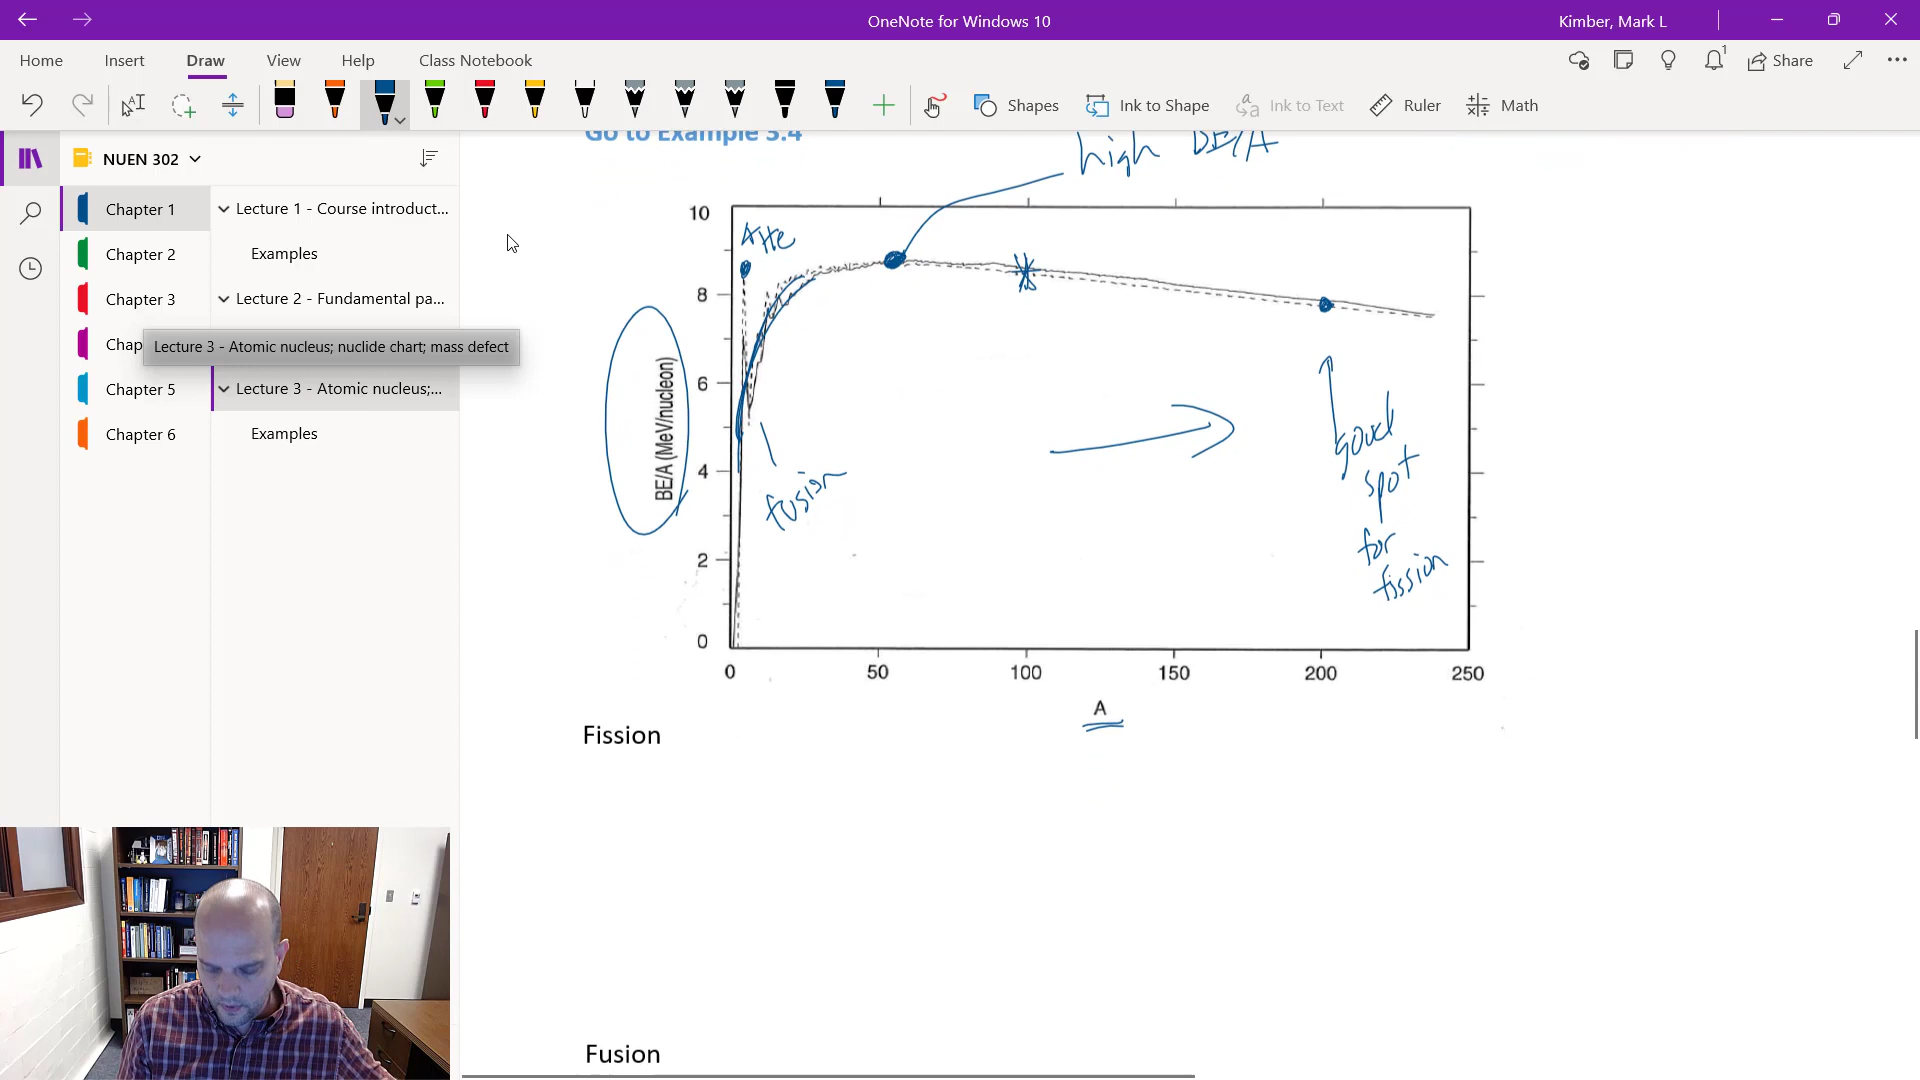 OneNote for Windows 10
Kimber, Mark L
Home Insert Draw View Help Class Notebook
1
Share
Shapes
Ink to Shape
Ink to Text
Ruler
Math
NUEN 302
Chapter 1
Chapter 2
Chapter 3
Chap
Chapter 5
Chapter 6
Lecture 1 - Course introduct...
Examples
Lecture 2 - Fundamental pa...
Lecture 3 - Atomic nucleus; nuclide chart; mass defect
Lecture 3 - Atomic nucleus;...
Examples
Go to Example 3.4
high BE/A
10
8
6
4
2
0
BE/A (MeV/nucleon)
4He
fusion
good
spot
for
fission
0 50 100 150 200 250
A
Fission
Fusion